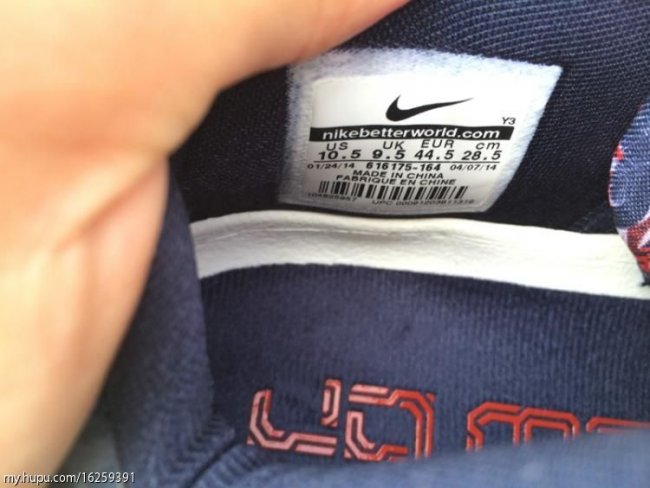 Y3
nikebetterworld.com
US UK EUR cm
10.5 9.5 44.5 28.5
01/24/14 616175-164 04/07/14
MADE IN CHINA
FABRIQUE EN CHINE
UPC
my.hupu.com/16259391